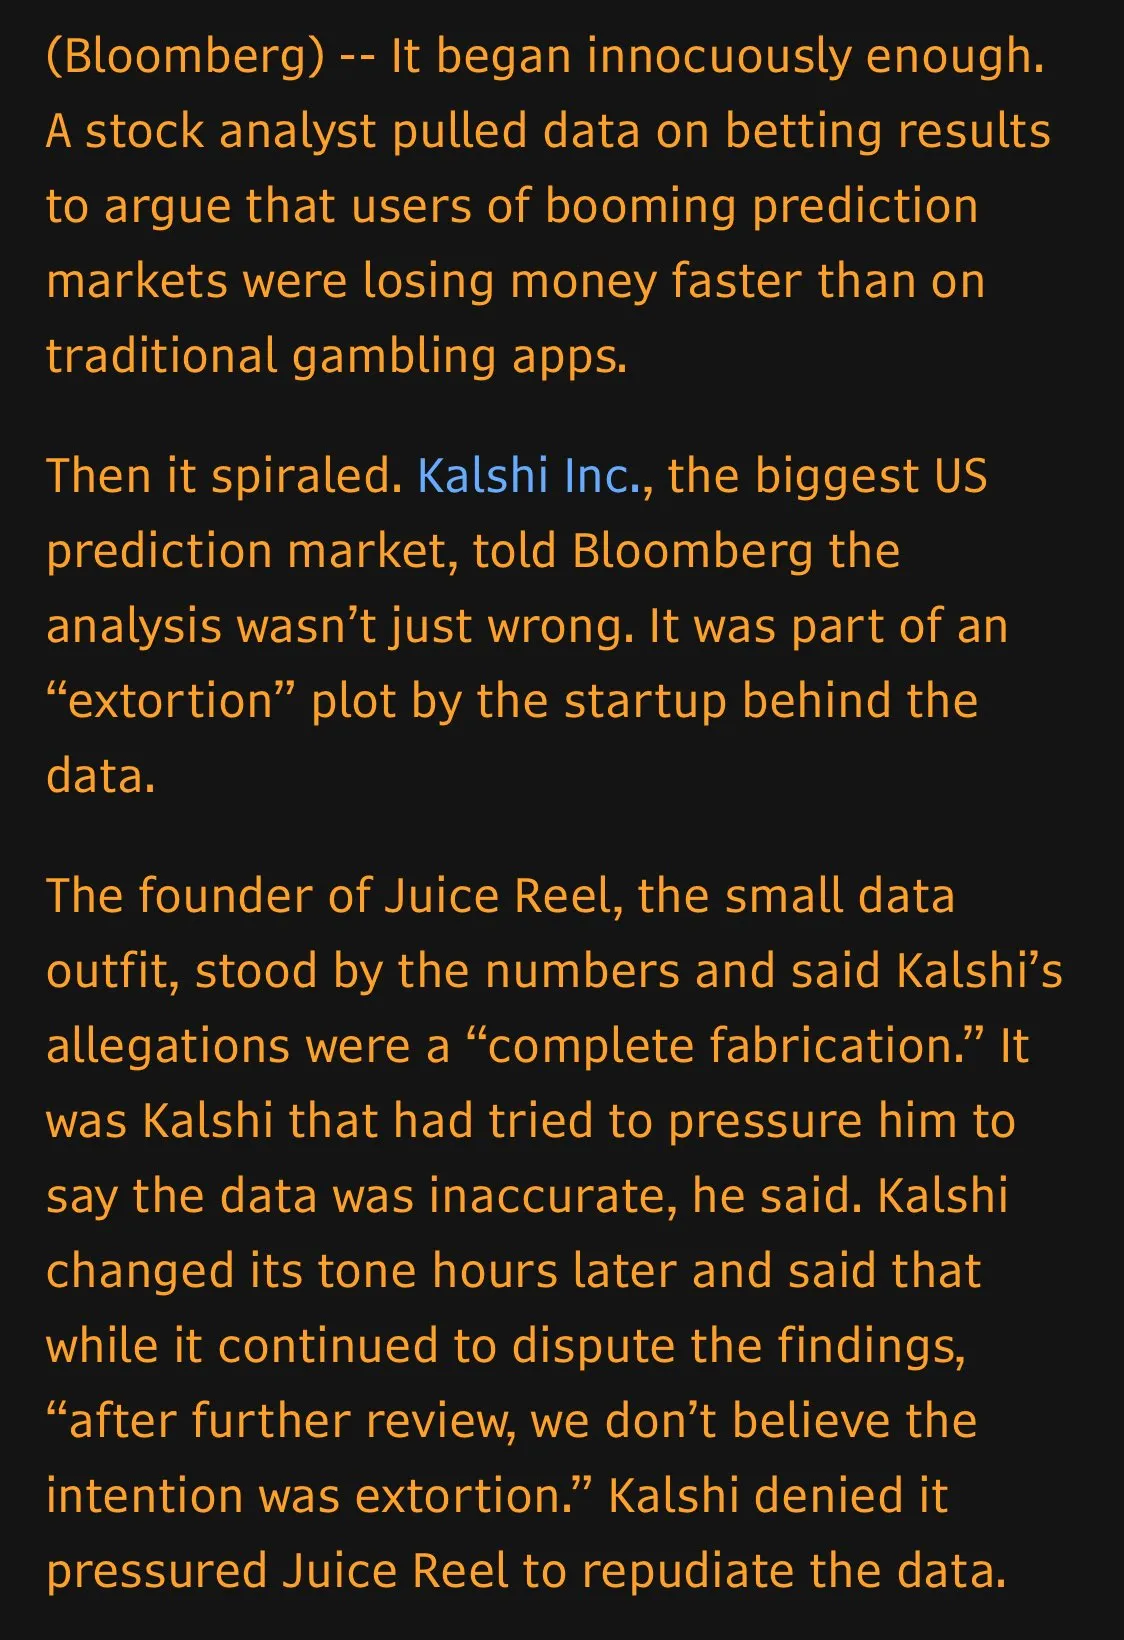 (Bloomberg) -- It began innocuously enough.
A stock analyst pulled data on betting results
to argue that users of booming prediction
markets were losing money faster than on
traditional gambling apps.
Then it spiraled. Kalshi Inc., the biggest US
prediction market, told Bloomberg the
analysis wasn’t just wrong. It was part of an
“extortion” plot by the startup behind the
data.
The founder of Juice Reel, the small data
outfit, stood by the numbers and said Kalshi’s
allegations were a “complete fabrication.” It
was Kalshi that had tried to pressure him to
say the data was inaccurate, he said. Kalshi
changed its tone hours later and said that
while it continued to dispute the findings,
“after further review, we don’t believe the
intention was extortion.” Kalshi denied it
pressured Juice Reel to repudiate the data.